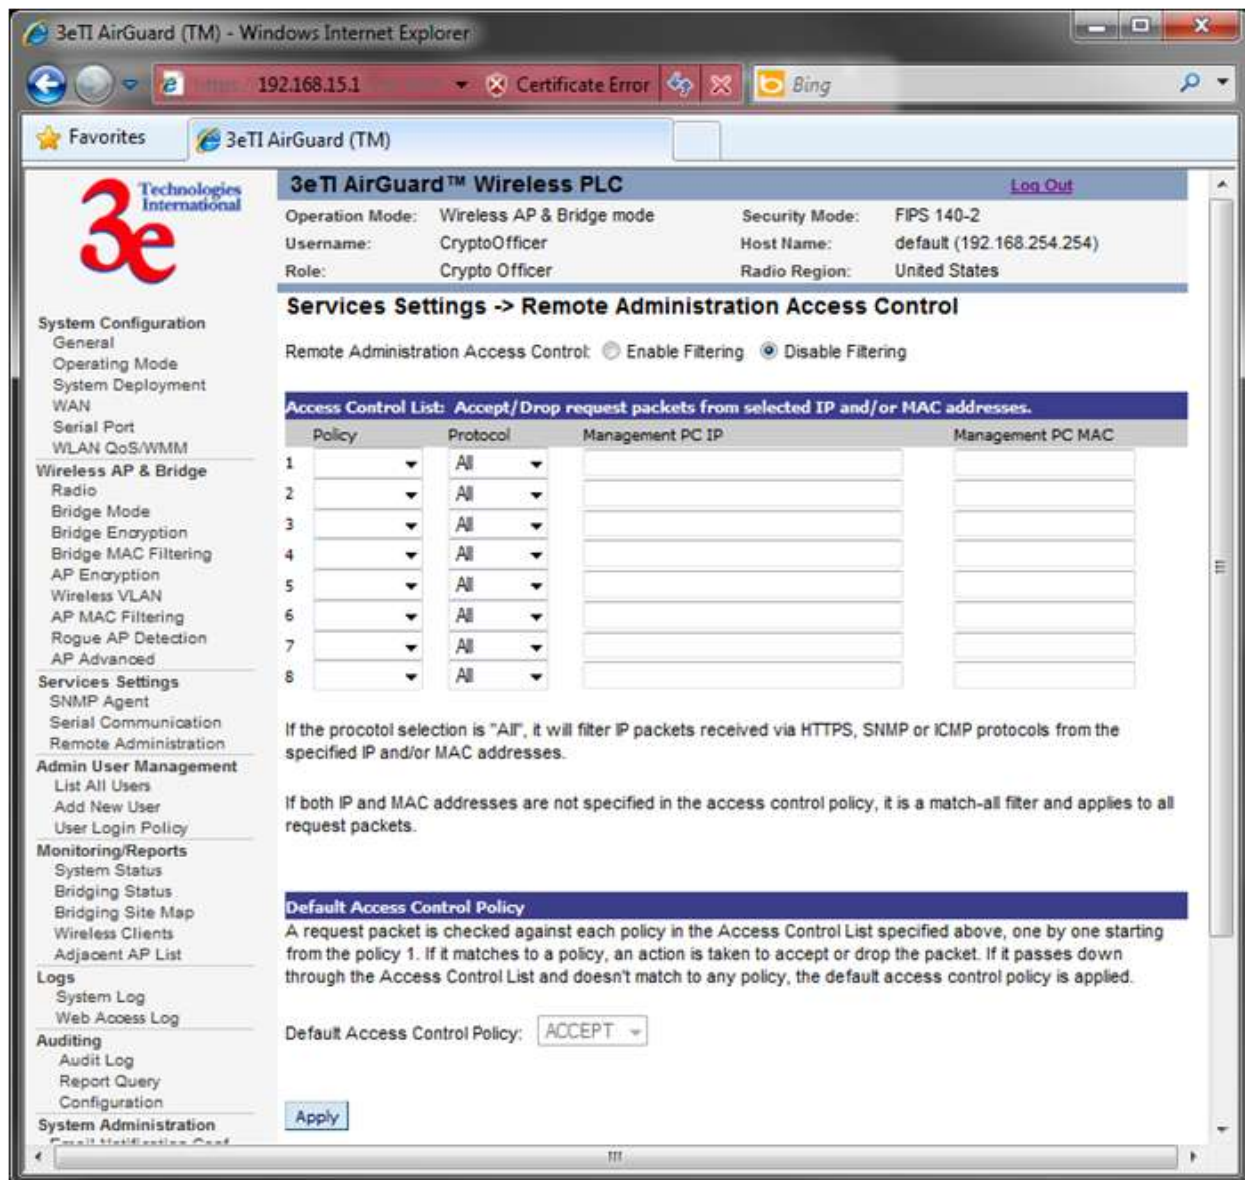 3eTI AirGuard (TM) - Windows Internet Explorer
192.168.15.1
Certificate Error
Bing
Favorites
3eTI AirGuard (TM)
3e Technologies
International
3eTI AirGuard™ Wireless PLC Log Out
Operation Mode: Wireless AP & Bridge mode Security Mode: FIPS 140-2
Username: CryptoOfficer Host Name: default (192.168.254.254)
Role: Crypto Officer Radio Region: United States
System Configuration
General
Operating Mode
System Deployment
WAN
Serial Port
WLAN QoS/WMM
Wireless AP & Bridge
Radio
Bridge Mode
Bridge Encryption
Bridge MAC Filtering
AP Encryption
Wireless VLAN
AP MAC Filtering
Rogue AP Detection
AP Advanced
Services Settings
SNMP Agent
Serial Communication
Remote Administration
Admin User Management
List All Users
Add New User
User Login Policy
Monitoring/Reports
System Status
Bridging Status
Bridging Site Map
Wireless Clients
Adjacent AP List
Logs
System Log
Web Access Log
Auditing
Audit Log
Report Query
Configuration
System Administration
Services Settings -> Remote Administration Access Control
Remote Administration Access Control: Enable Filtering Disable Filtering
Access Control List: Accept/Drop request packets from selected IP and/or MAC addresses.
Policy Protocol Management PC IP Management PC MAC
1 All
2 All
3 All
4 All
5 All
6 All
7 All
8 All
If the procotol selection is "All", it will filter IP packets received via HTTPS, SNMP or ICMP protocols from the
specified IP and/or MAC addresses.
If both IP and MAC addresses are not specified in the access control policy, it is a match-all filter and applies to all
request packets.
Default Access Control Policy
A request packet is checked against each policy in the Access Control List specified above, one by one starting
from the policy 1. If it matches to a policy, an action is taken to accept or drop the packet. If it passes down
through the Access Control List and doesn't match to any policy, the default access control policy is applied.
Default Access Control Policy: ACCEPT
Apply